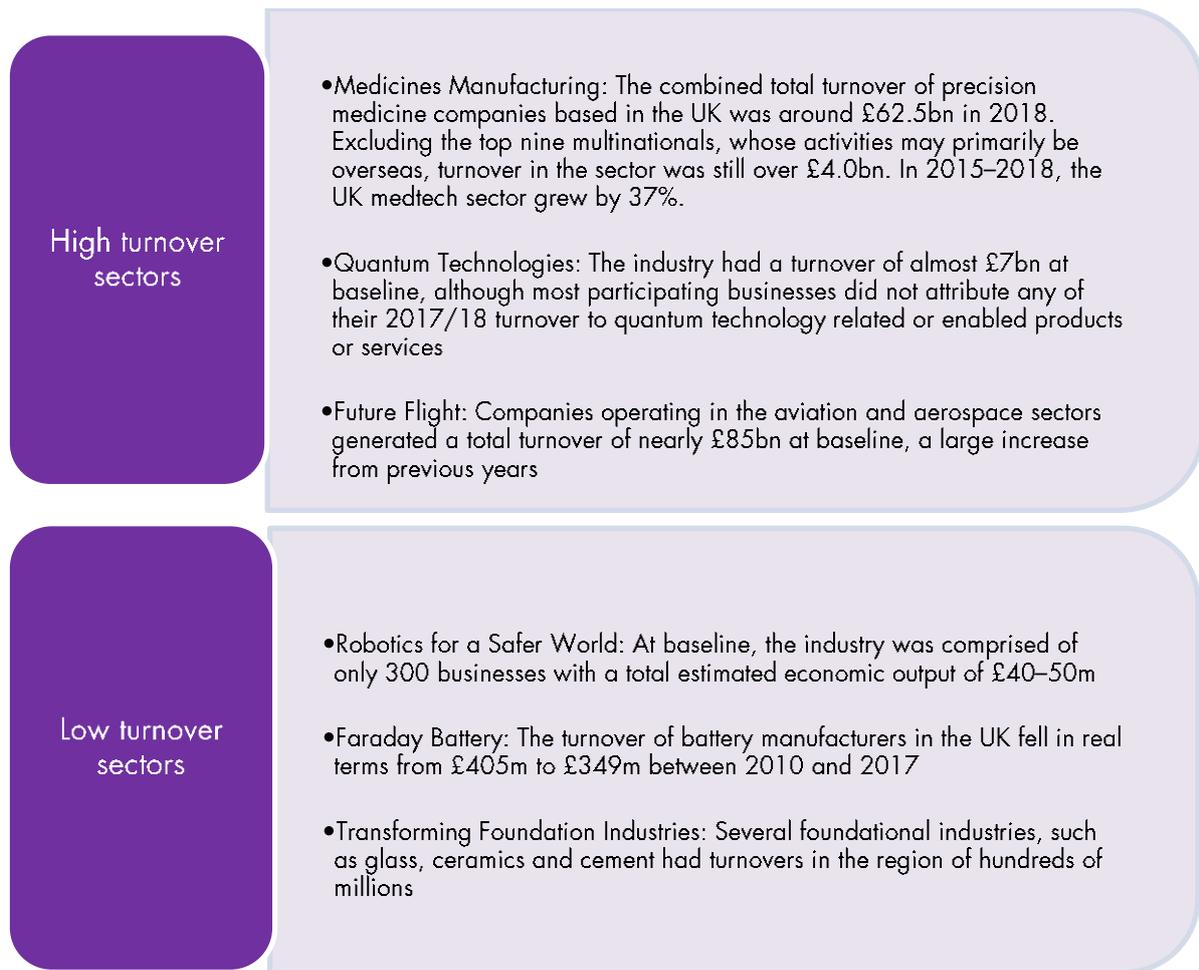 High turnover
sectors
•Medicines Manufacturing: The combined total turnover of precision
medicine companies based in the UK was around £62.5bn in 2018.
Excluding the top nine multinationals, whose activities may primarily be
overseas, turnover in the sector was still over £4.0bn. In 2015–2018, the
UK medtech sector grew by 37%.
•Quantum Technologies: The industry had a turnover of almost £7bn at
baseline, although most participating businesses did not attribute any of
their 2017/18 turnover to quantum technology related or enabled products
or services
•Future Flight: Companies operating in the aviation and aerospace sectors
generated a total turnover of nearly £85bn at baseline, a large increase
from previous years
Low turnover
sectors
•Robotics for a Safer World: At baseline, the industry was comprised of
only 300 businesses with a total estimated economic output of £40–50m
•Faraday Battery: The turnover of battery manufacturers in the UK fell in real
terms from £405m to £349m between 2010 and 2017
•Transforming Foundation Industries: Several foundational industries, such
as glass, ceramics and cement had turnovers in the region of hundreds of
millions